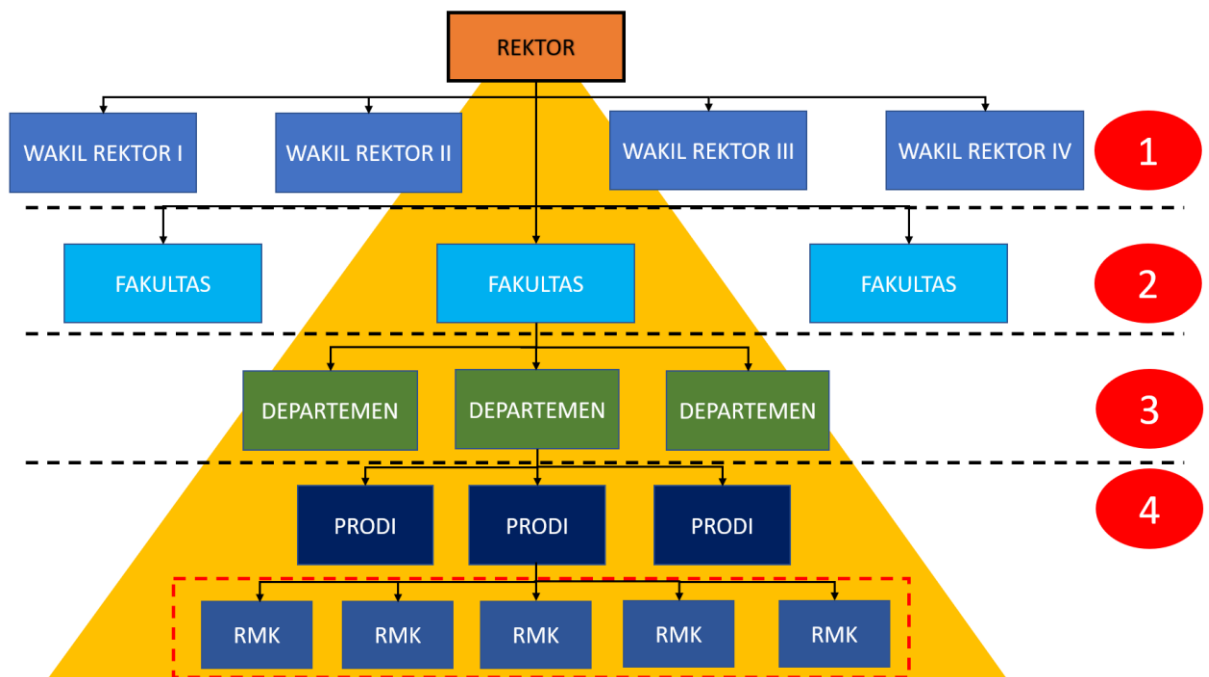 REKTOR
WAKIL REKTOR I
WAKIL REKTOR II
WAKIL REKTOR III
WAKIL REKTOR IV
1
FAKULTAS
FAKULTAS
FAKULTAS
2
DEPARTEMEN
DEPARTEMEN
DEPARTEMEN
3
PRODI
PRODI
PRODI
4
RMK
RMK
RMK
RMK
RMK